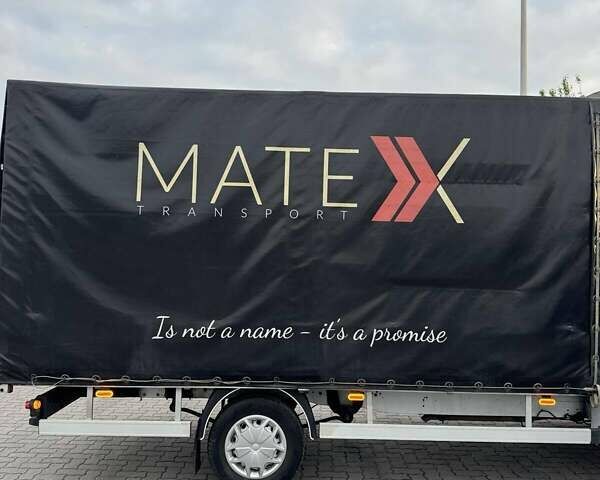 MATEX
TRANSPORT
Is not a name - it's a promise